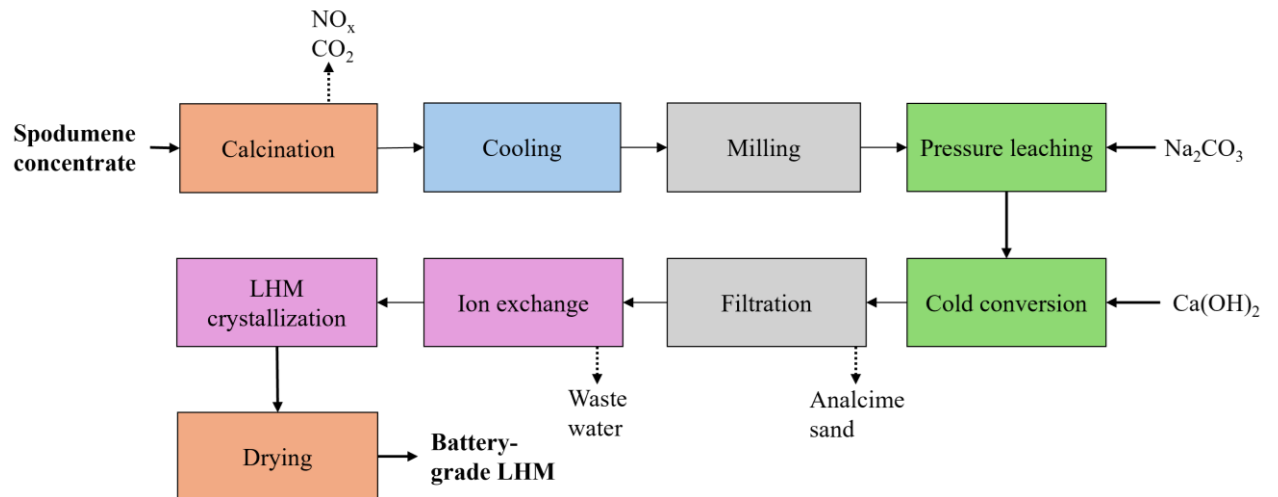 NOₓ
CO₂
Spodumene
concentrate
Calcination
Cooling
Milling
Pressure leaching
Na₂CO₃
LHM
crystallization
Ion exchange
Filtration
Cold conversion
Ca(OH)₂
Waste
water
Analcime
sand
Drying
Battery-
grade LHM